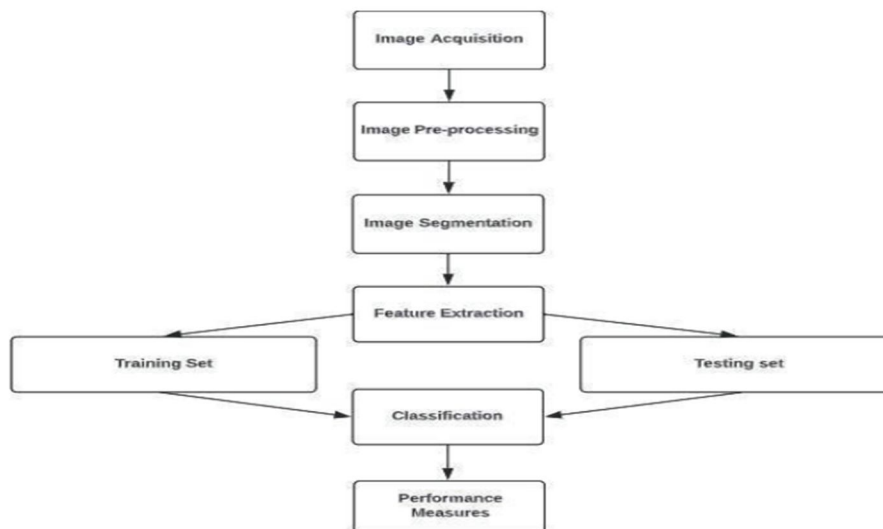 Image Acquisition
Image Pre-processing
Image Segmentation
Feature Extraction
Training Set
Testing set
Classification
Performance
Measures